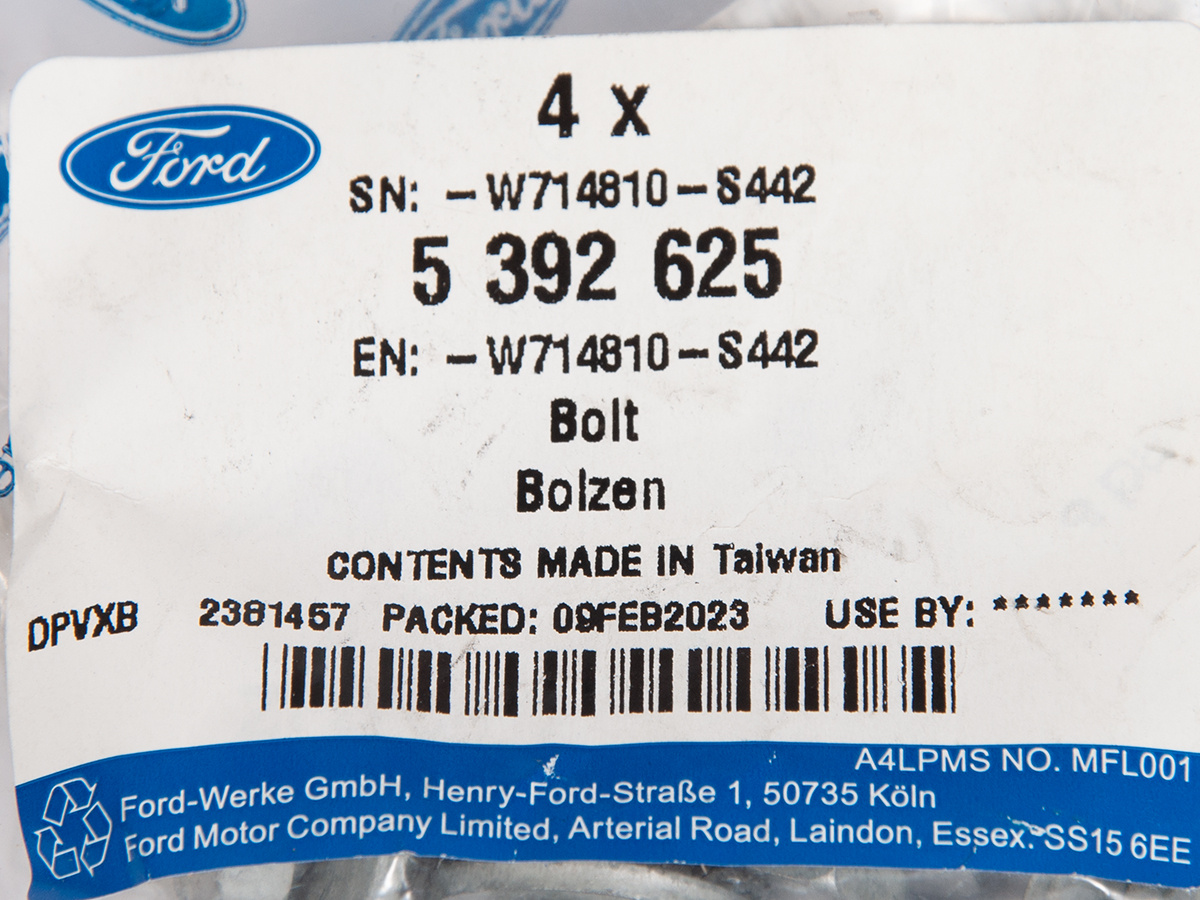 Ford
4 x
SN: -W714810-S442
5 392 625
EN: -W714810-S442
Bolt
Bolzen
CONTENTS MADE IN Taiwan
DPVXB 2381457 PACKED: 09FEB2023 USE BY: *******
A4LPMS NO. MFL001
Ford-Werke GmbH, Henry-Ford-Straße 1, 50735 Köln
Ford Motor Company Limited, Arterial Road, Laindon, Essex. SS15 6EE